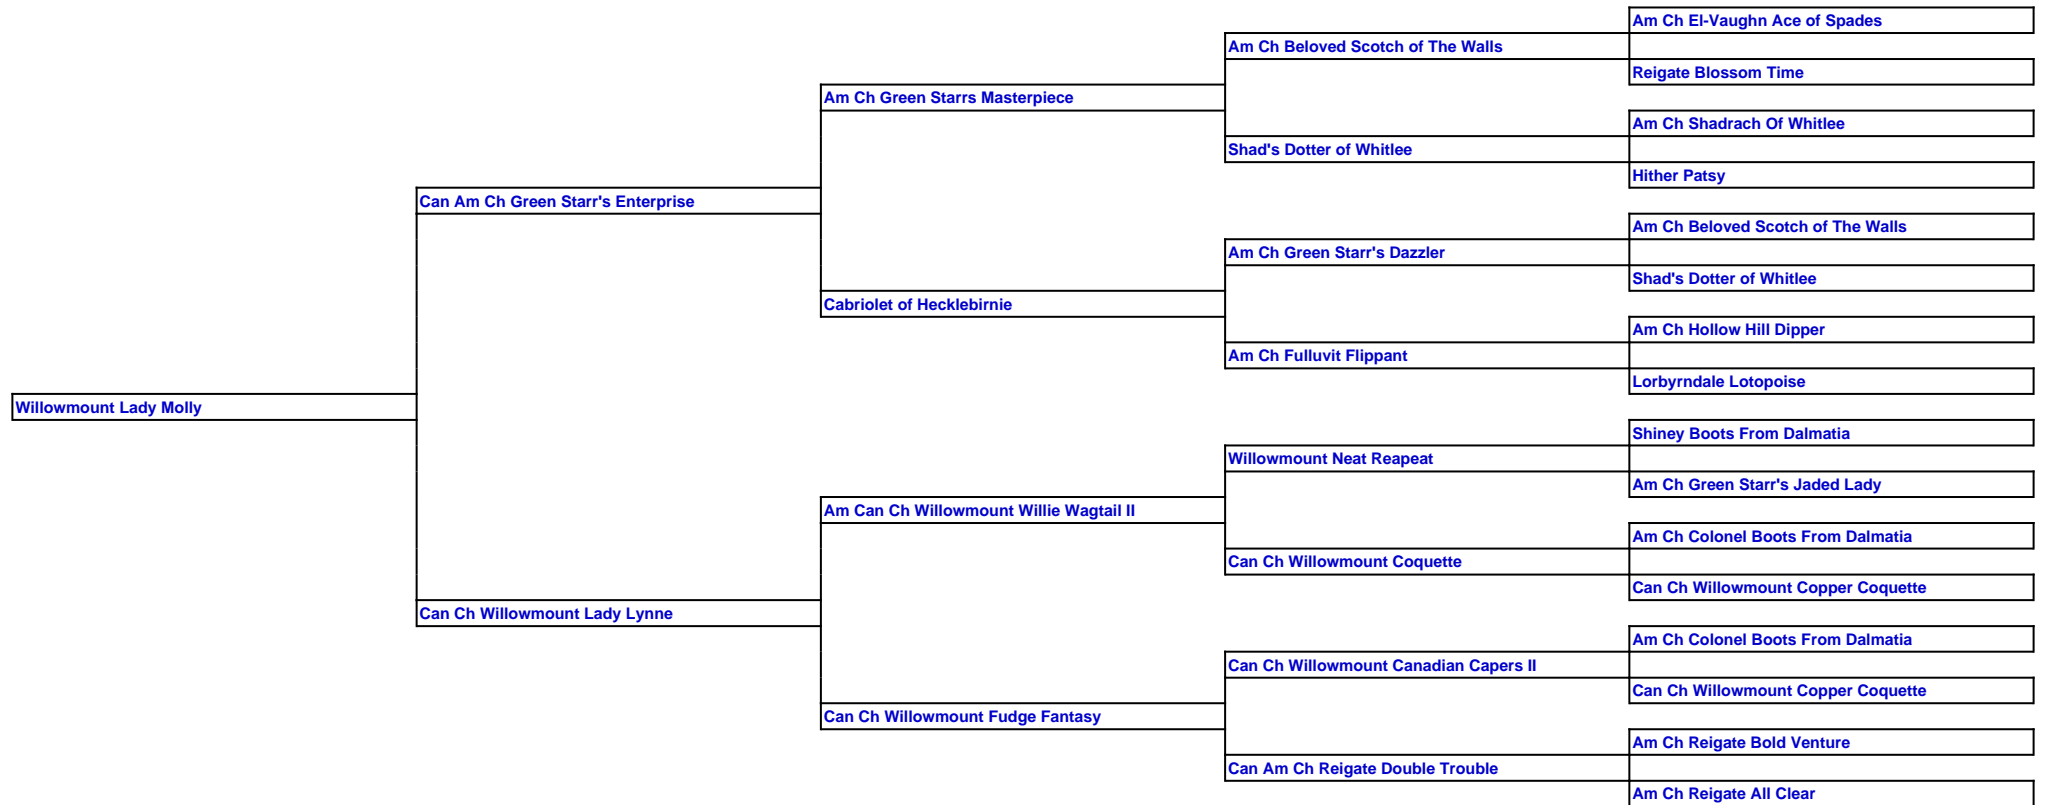 Am Ch El-Vaughn Ace of Spades
Am Ch Beloved Scotch of The Walls
Reigate Blossom Time
Am Ch Green Starrs Masterpiece
Am Ch Shadrach Of Whitlee
Shad's Dotter of Whitlee
Hither Patsy
Can Am Ch Green Starr's Enterprise
Am Ch Beloved Scotch of The Walls
Am Ch Green Starr's Dazzler
Shad's Dotter of Whitlee
Cabriolet of Hecklebirnie
Am Ch Hollow Hill Dipper
Am Ch Fulluvit Flippant
Lorbyrndale Lotopoise
Willowmount Lady Molly
Shiney Boots From Dalmatia
Willowmount Neat Reapeat
Am Ch Green Starr's Jaded Lady
Am Can Ch Willowmount Willie Wagtail II
Am Ch Colonel Boots From Dalmatia
Can Ch Willowmount Coquette
Can Ch Willowmount Copper Coquette
Can Ch Willowmount Lady Lynne
Am Ch Colonel Boots From Dalmatia
Can Ch Willowmount Canadian Capers II
Can Ch Willowmount Copper Coquette
Can Ch Willowmount Fudge Fantasy
Am Ch Reigate Bold Venture
Can Am Ch Reigate Double Trouble
Am Ch Reigate All Clear